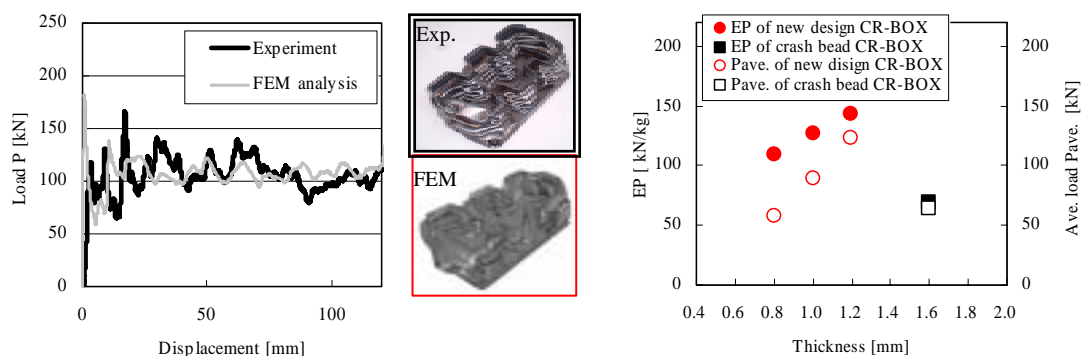 250
200
150
100
50
0
Load P [kN]
Experiment
FEM analysis
0
50
100
Displacement [mm]
Exp.
FEM
200
150
100
50
0
EP [kN/kg]
EP of new design CR-BOX
EP of crash bead CR-BOX
Pave. of new disign CR-BOX
Pave. of crash bead CR-BOX
200
150
100
50
0
Ave. load Pave. [kN]
0.4 0.6 0.8 1.0 1.2 1.4 1.6 1.8 2.0
Thickness [mm]